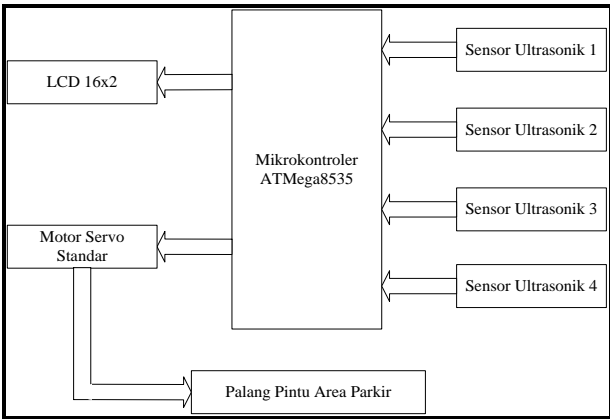 LCD 16x2
Motor Servo
Standar
Mikrokontroler
ATMega8535
Sensor Ultrasonik 1
Sensor Ultrasonik 2
Sensor Ultrasonik 3
Sensor Ultrasonik 4
Palang Pintu Area Parkir